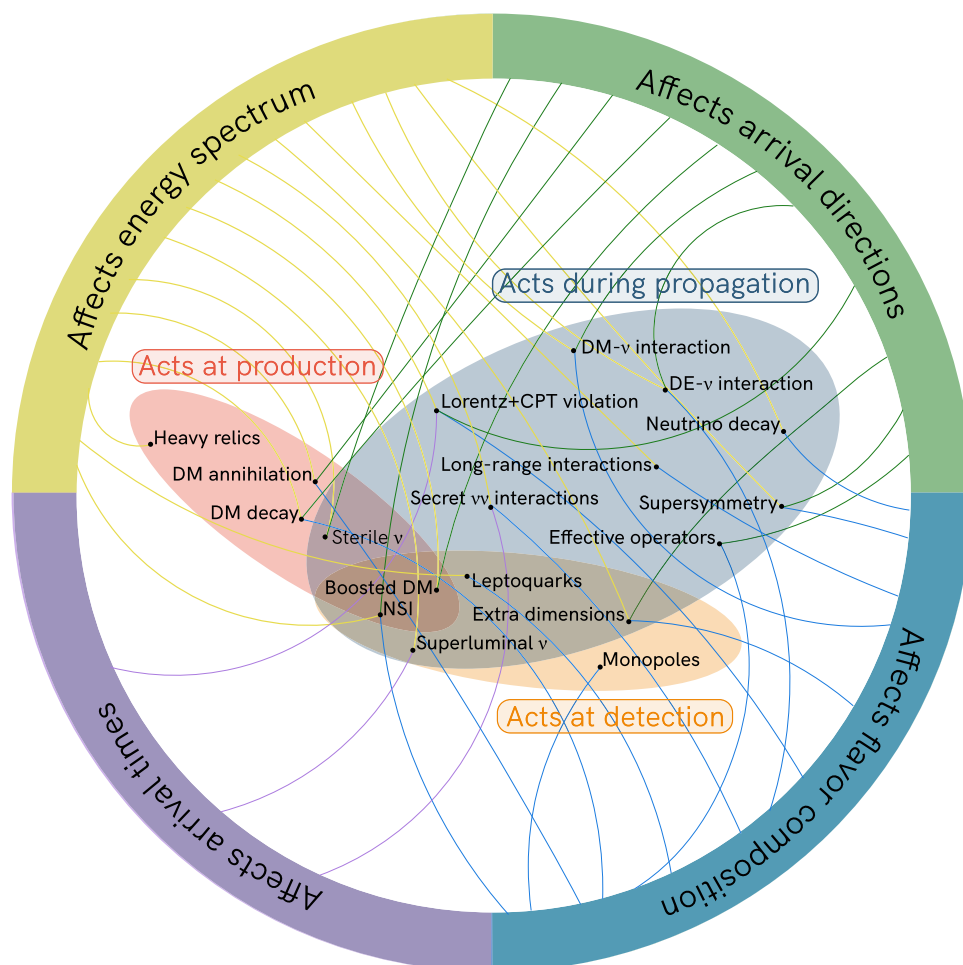 Affects energy spectrum
Affects arrival directions
Acts during propagation
DM-ν interaction
Acts at production
DE-ν interaction
Lorentz+CPT violation
Neutrino decay
Heavy relics
Long-range interactions
DM annihilation
Secret νν interactions
Supersymmetry
DM decay
Sterile ν
Effective operators
Leptoquarks
Boosted DM
NSI
Extra dimensions
Superluminal ν
Monopoles
Acts at detection
Affects arrival times
Affects flavor composition